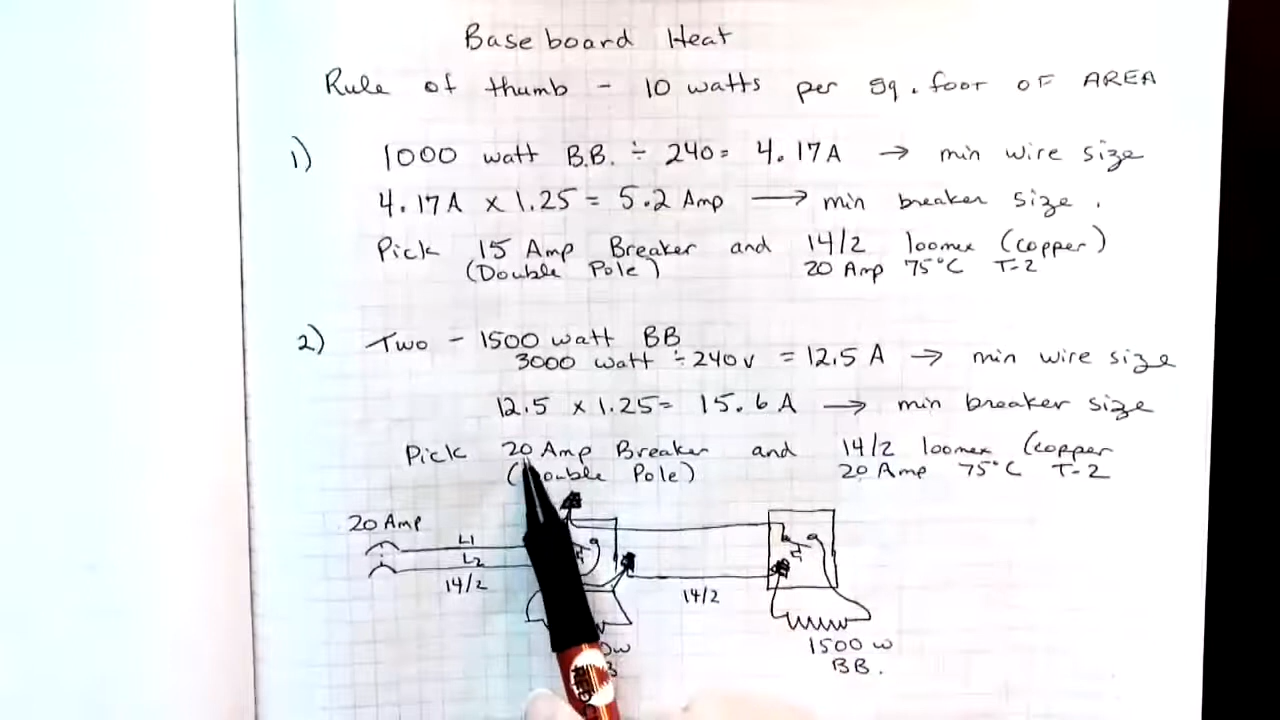 Base board Heat
Rule of thumb - 10 watts per sq. foot OF AREA
1) 1000 watt B.B. ÷ 240 = 4.17A → min wire size
4.17A x 1.25 = 5.2 Amp → min breaker size.
Pick 15 Amp Breaker and 14/2 loomex (copper)
(Double Pole) 20 Amp 75°C T-2
2) Two - 1500 watt BB
3000 watt ÷ 240v = 12.5 A → min wire size
12.5 x 1.25 = 15.6 A → min breaker size
Pick 20 Amp Breaker and 14/2 loomex (copper
(Double Pole) 20 Amp 75°C T-2
20 Amp
L1
L2
14/2
14/2
1500 w
BB.